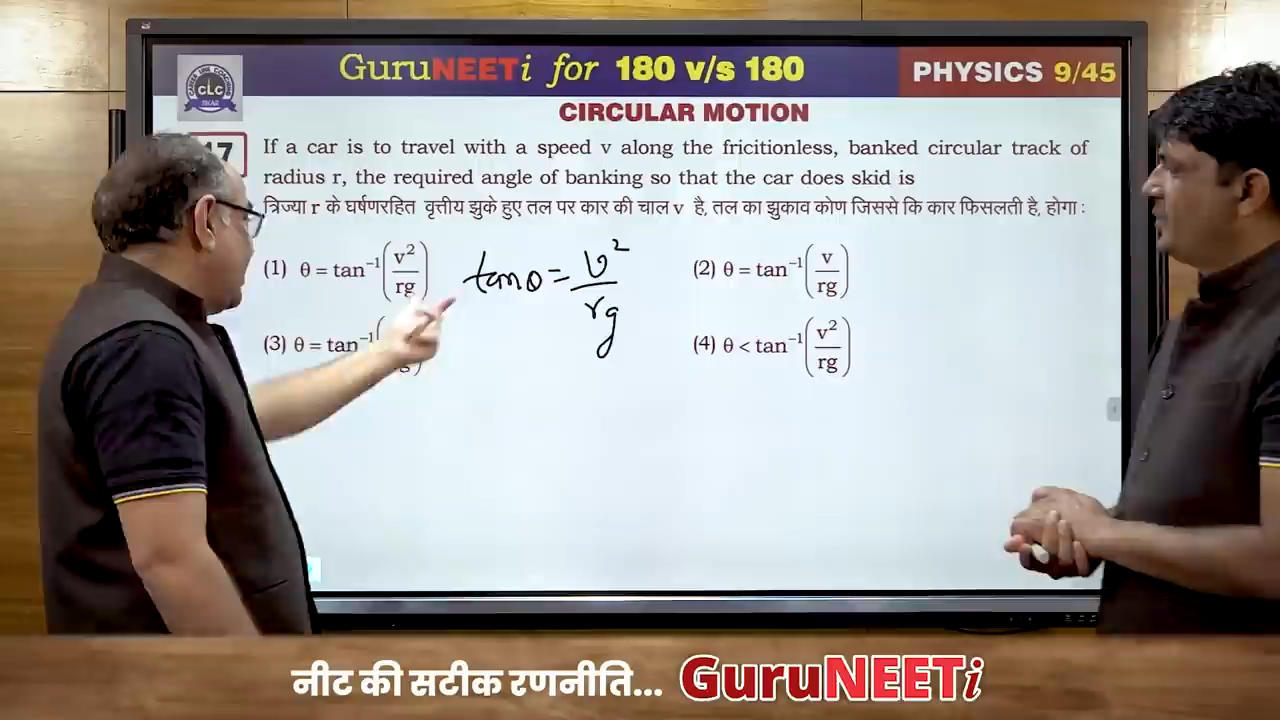 GuruNEETi for 180 v/s 180
PHYSICS 9/45
CLC
SIKAR
CIRCULAR MOTION
17
If a car is to travel with a speed v along the fricitionless, banked circular track of
radius r, the required angle of banking so that the car does skid is
त्रिज्या r के घर्षणरहित वृत्तीय झुके हुए तल पर कार की चाल v है, तल का झुकाव कोण जिससे कि कार फिसलती है, होगा :
(1) θ = tan⁻¹(v²/rg)
tanθ = v²/rg
(2) θ = tan⁻¹(v/rg)
(3) θ = tan⁻¹(
(4) θ < tan⁻¹(v²/rg)
नीट की सटीक रणनीति... GuruNEETi